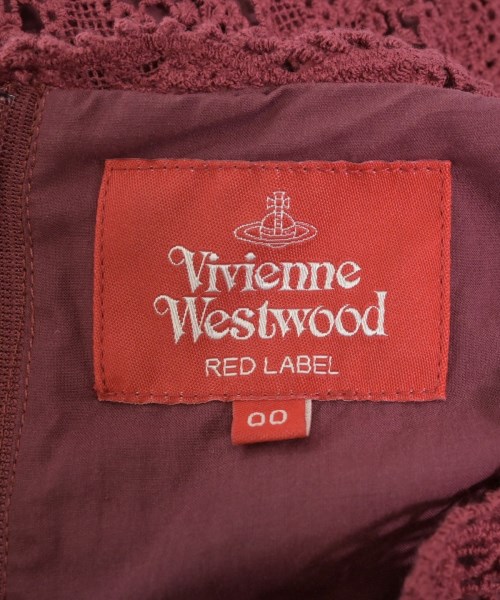 Vivienne
Westwood
RED LABEL
00